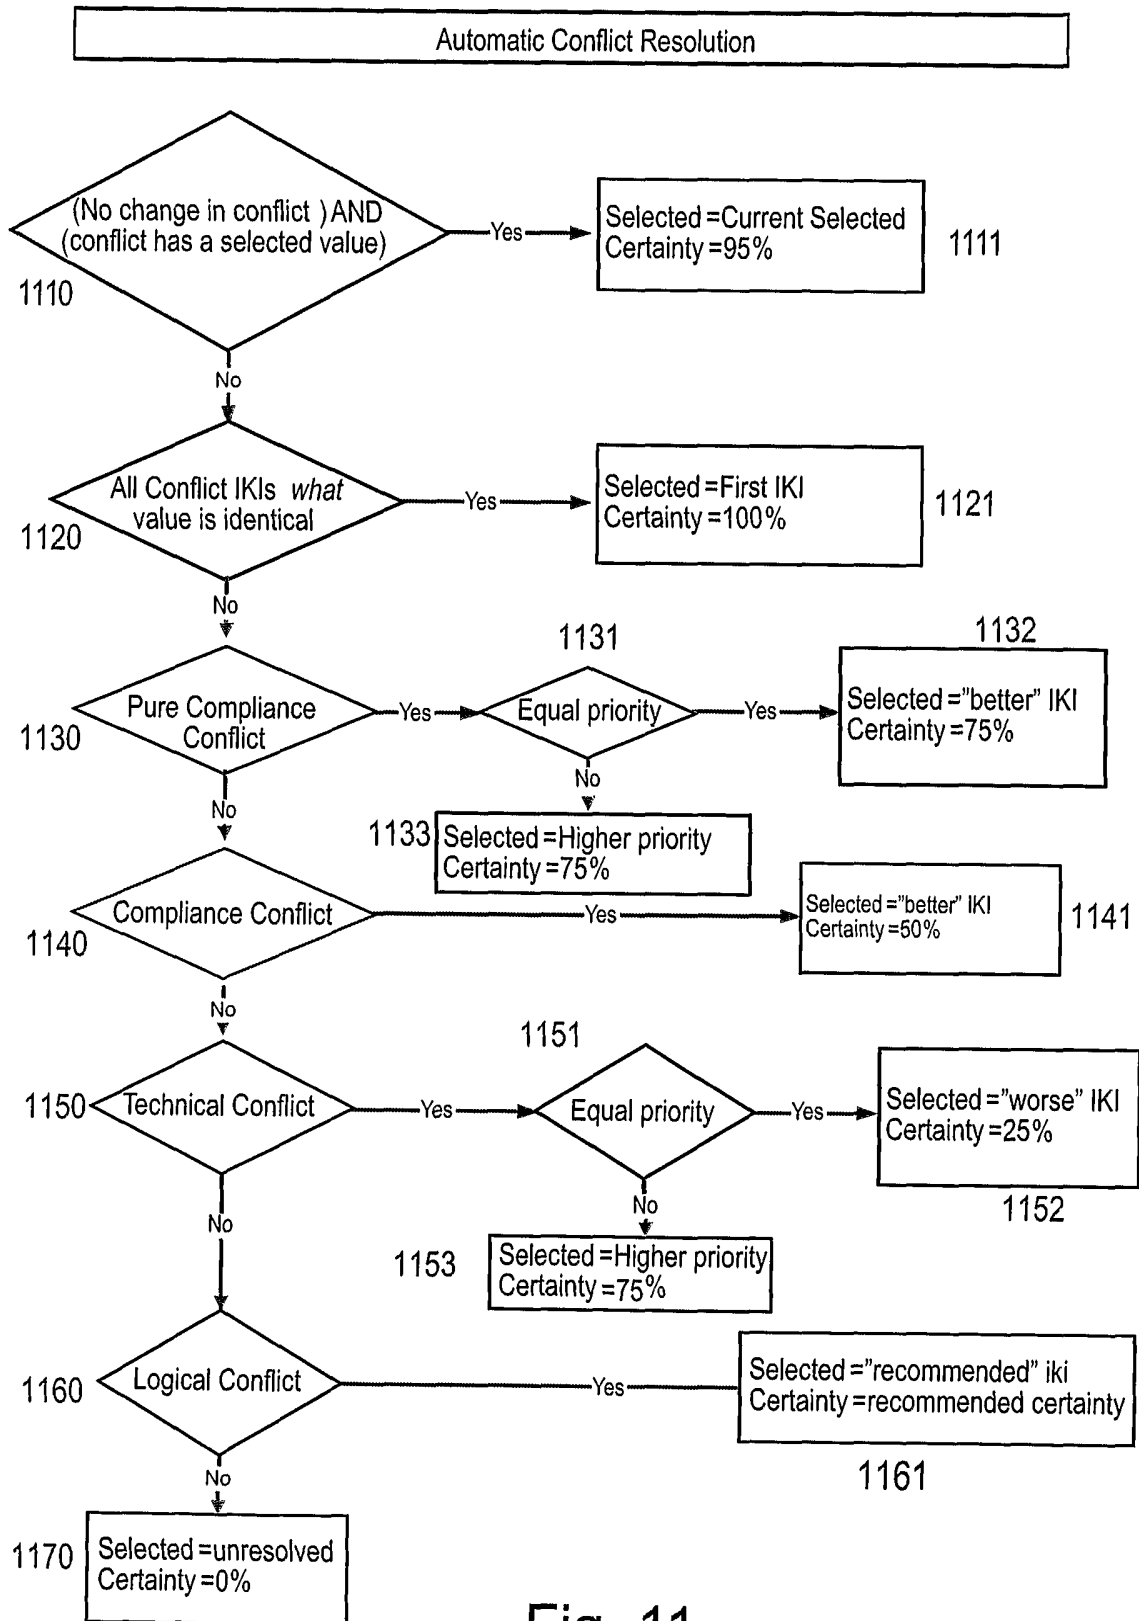 Automatic Conflict Resolution
(No change in conflict ) AND
(conflict has a selected value)
1110
Yes
Selected =Current Selected
Certainty =95%
1111
No
All Conflict IKIs what
value is identical
1120
Yes
Selected =First IKI
Certainty =100%
1121
No
Pure Compliance
Conflict
1130
Yes
1131
Equal priority
Yes
1132
Selected ="better" IKI
Certainty =75%
No
1133
Selected =Higher priority
Certainty =75%
No
Compliance Conflict
1140
Yes
Selected ="better" IKI
Certainty =50%
1141
No
Technical Conflict
1150
Yes
1151
Equal priority
Yes
Selected ="worse" IKI
Certainty =25%
1152
No
1153
Selected =Higher priority
Certainty =75%
No
Logical Conflict
1160
Yes
Selected ="recommended" iki
Certainty =recommended certainty
1161
No
1170
Selected =unresolved
Certainty =0%
Fig. 11